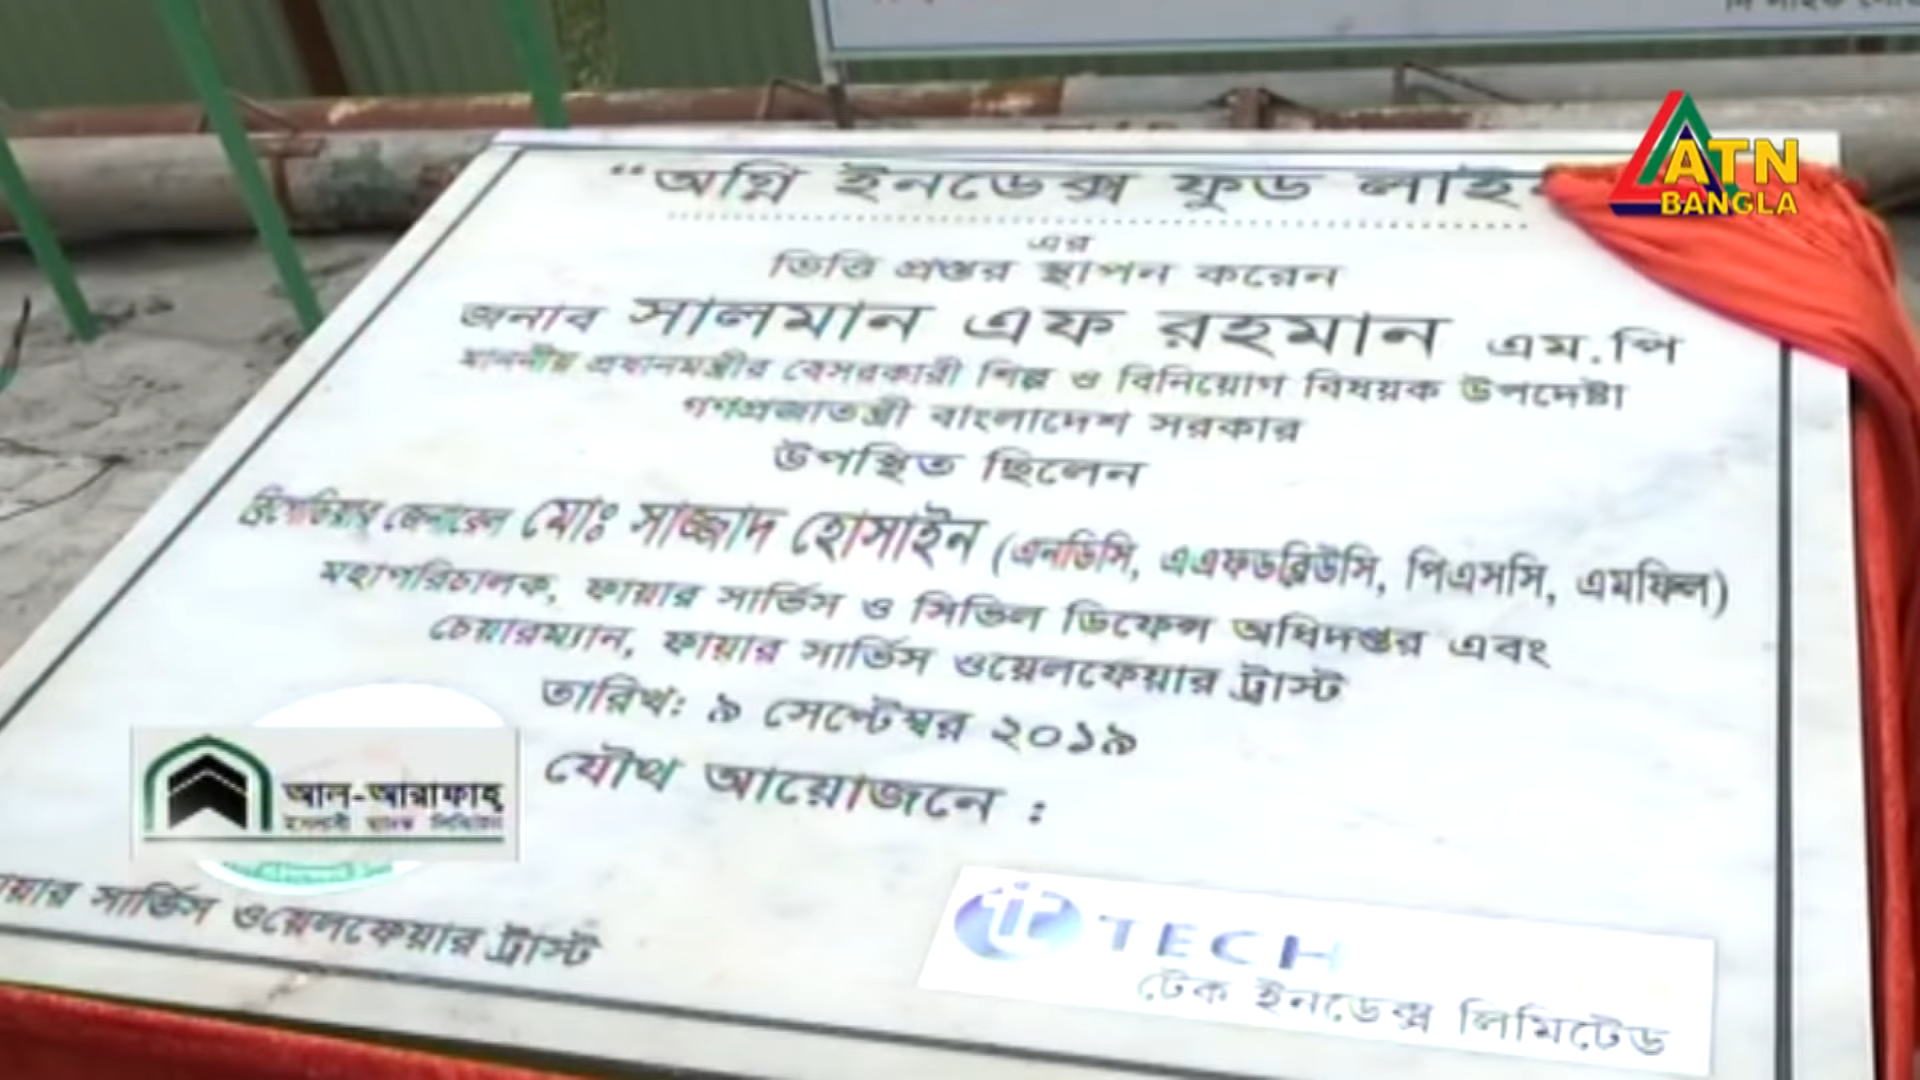 “অগ্নি ইনডেক্স ফুড লাইন
এর
ভিত্তি প্রস্তর স্থাপন করেন
জনাব সালমান এফ রহমান এম.পি
মাননীয় প্রধানমন্ত্রীর বেসরকারী শিল্প ও বিনিয়োগ বিষয়ক উপদেষ্টা
গণপ্রজাতন্ত্রী বাংলাদেশ সরকার
উপস্থিত ছিলেন
ব্রিগেডিয়ার জেনারেল মোঃ সাজ্জাদ হোসাইন (এনডিসি, এএফডব্লিউসি, পিএসসি, এমফিল)
মহাপরিচালক, ফায়ার সার্ভিস ও সিভিল ডিফেন্স অধিদপ্তর এবং
চেয়ারম্যান, ফায়ার সার্ভিস ওয়েলফেয়ার ট্রাস্ট
তারিখ: ৯ সেপ্টেম্বর ২০১৯
যৌথ আয়োজনে :
সার্ভিস ওয়েলফেয়ার ট্রাস্ট
TECH
টেক ইনডেক্স লিমিটেড
আল-আরাফাহ্
ইসলামী ব্যাংক লিমিটেড
ATN
BANGLA